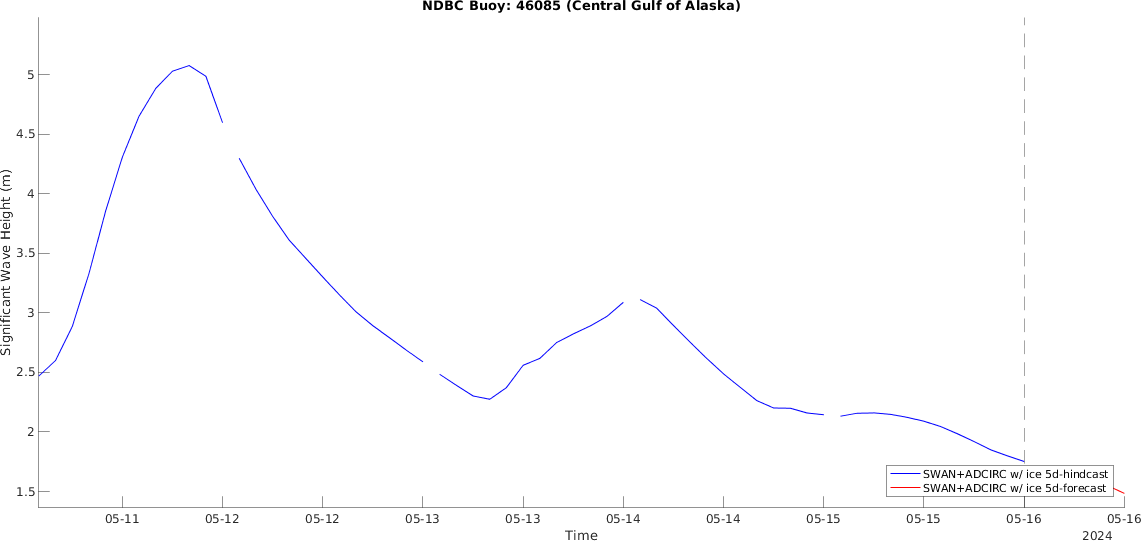 NDBC Buoy: 46085 (Central Gulf of Alaska)
5
4.5
4
3.5
3
2.5
2
1.5
Significant Wave Height (m)
SWAN+ADCIRC w/ ice 5d-hindcast
SWAN+ADCIRC w/ ice 5d-forecast
05-11 05-12 05-12 05-13 05-13 05-14 05-14 05-15 05-15 05-16 05-16
Time
2024